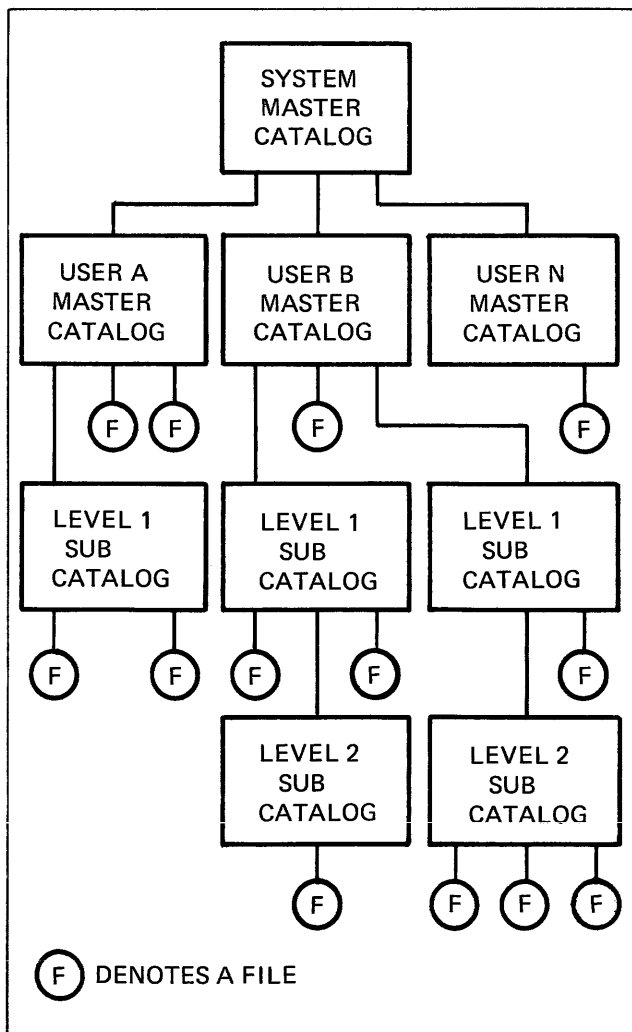 SYSTEM
MASTER
CATALOG
USER A
MASTER
CATALOG
USER B
MASTER
CATALOG
USER N
MASTER
CATALOG
F
F
F
F
LEVEL 1
SUB
CATALOG
LEVEL 1
SUB
CATALOG
LEVEL 1
SUB
CATALOG
F
F
F
F
F
LEVEL 2
SUB
CATALOG
LEVEL 2
SUB
CATALOG
F
F
F
F
F DENOTES A FILE